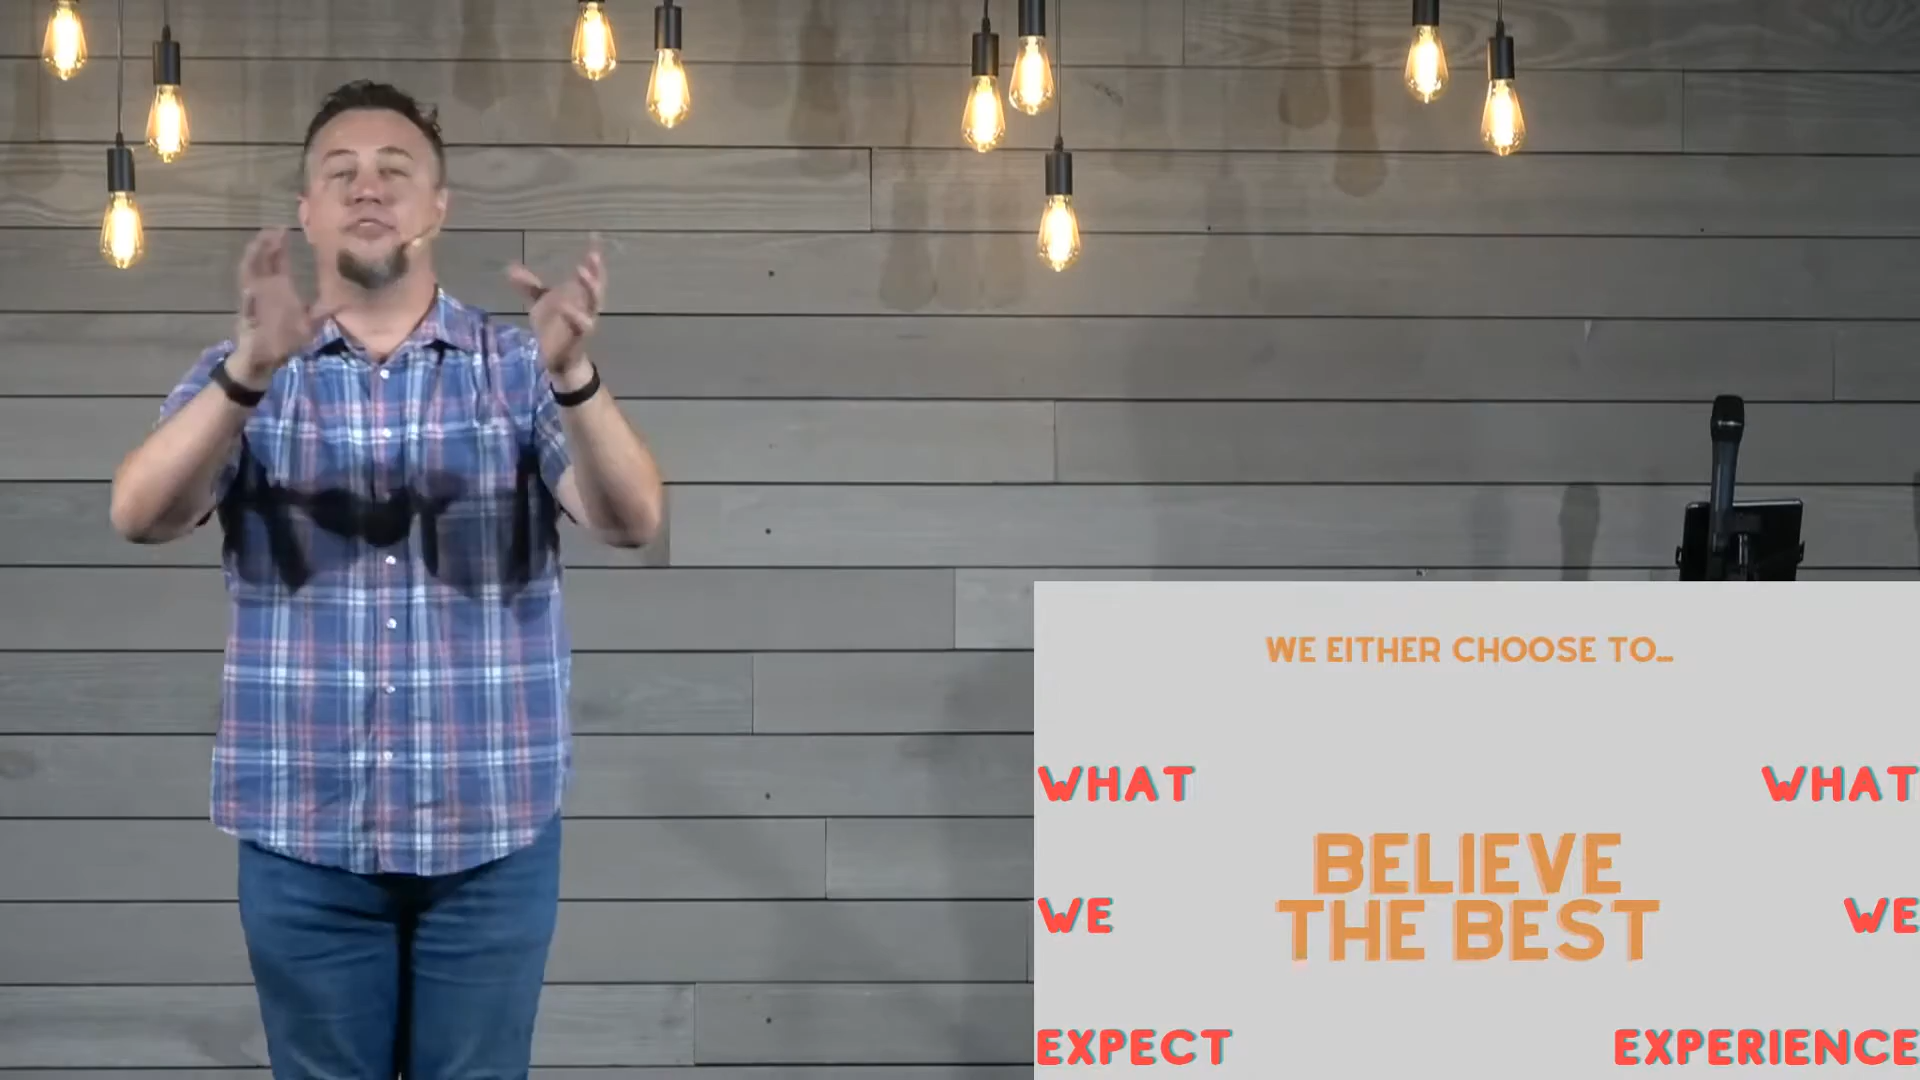 WE EITHER CHOOSE TO...
WHAT
WE
EXPECT
BELIEVE
THE BEST
WHAT
WE
EXPERIENCE